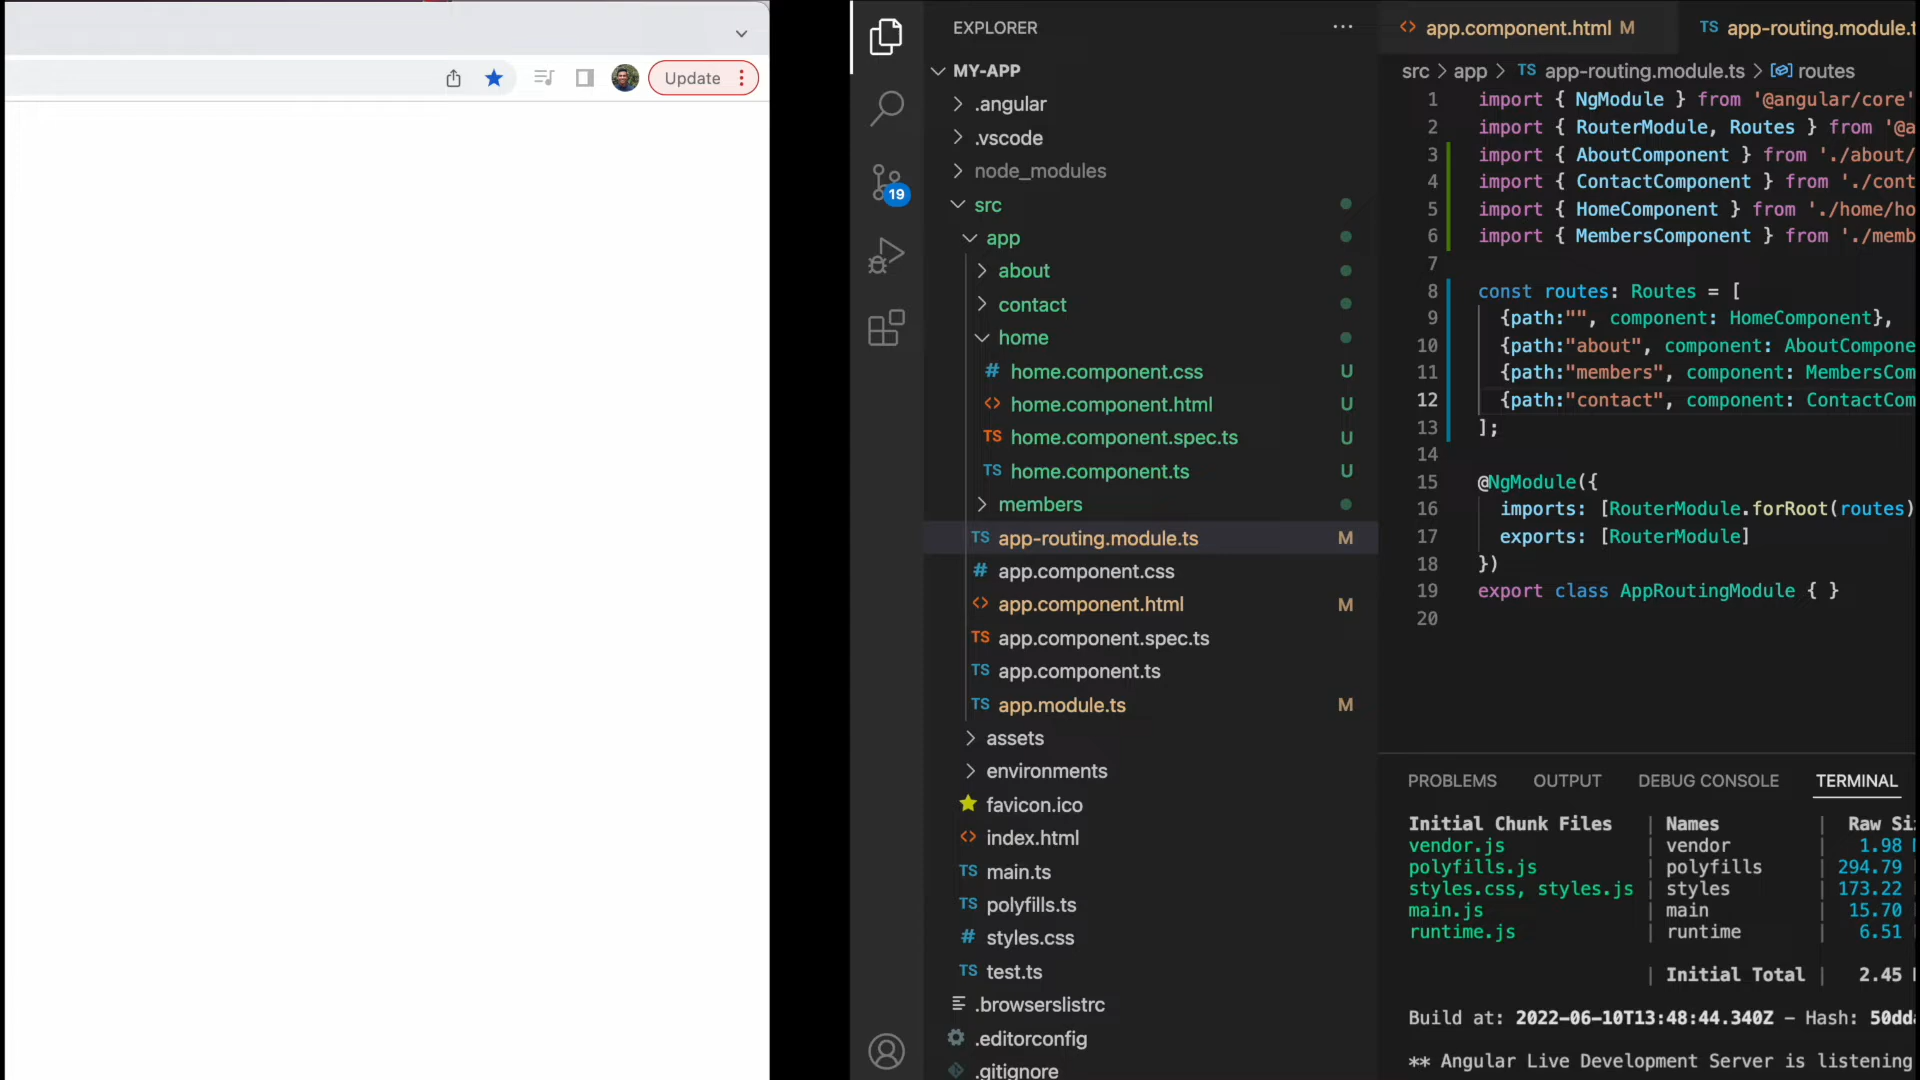 Update
EXPLORER
MY-APP
.angular
.vscode
node_modules
19
src
app
about
contact
home
# home.component.css U
<> home.component.html U
TS home.component.spec.ts U
TS home.component.ts U
members
TS app-routing.module.ts M
# app.component.css
<> app.component.html M
TS app.component.spec.ts
TS app.component.ts
TS app.module.ts M
assets
environments
favicon.ico
<> index.html
TS main.ts
TS polyfills.ts
# styles.css
TS test.ts
.browserslistrc
.editorconfig
.gitignore
<> app.component.html M TS app-routing.module.t
src > app > TS app-routing.module.ts > routes
1 import { NgModule } from '@angular/core'
2 import { RouterModule, Routes } from '@a
3 import { AboutComponent } from './about/
4 import { ContactComponent } from './cont
5 import { HomeComponent } from './home/ho
6 import { MembersComponent } from './memb
7
8 const routes: Routes = [
9 {path:"", component: HomeComponent},
10 {path:"about", component: AboutCompone
11 {path:"members", component: MembersCom
12 {path:"contact", component: ContactCom
13 ];
14
15 @NgModule({
16 imports: [RouterModule.forRoot(routes)
17 exports: [RouterModule]
18 })
19 export class AppRoutingModule { }
20
PROBLEMS OUTPUT DEBUG CONSOLE TERMINAL
Initial Chunk Files | Names | Raw Si
vendor.js | vendor | 1.98
polyfills.js | polyfills | 294.79
styles.css, styles.js | styles | 173.22
main.js | main | 15.70
runtime.js | runtime | 6.51
| Initial Total | 2.45
Build at: 2022-06-10T13:48:44.340Z - Hash: 50dd
** Angular Live Development Server is listening